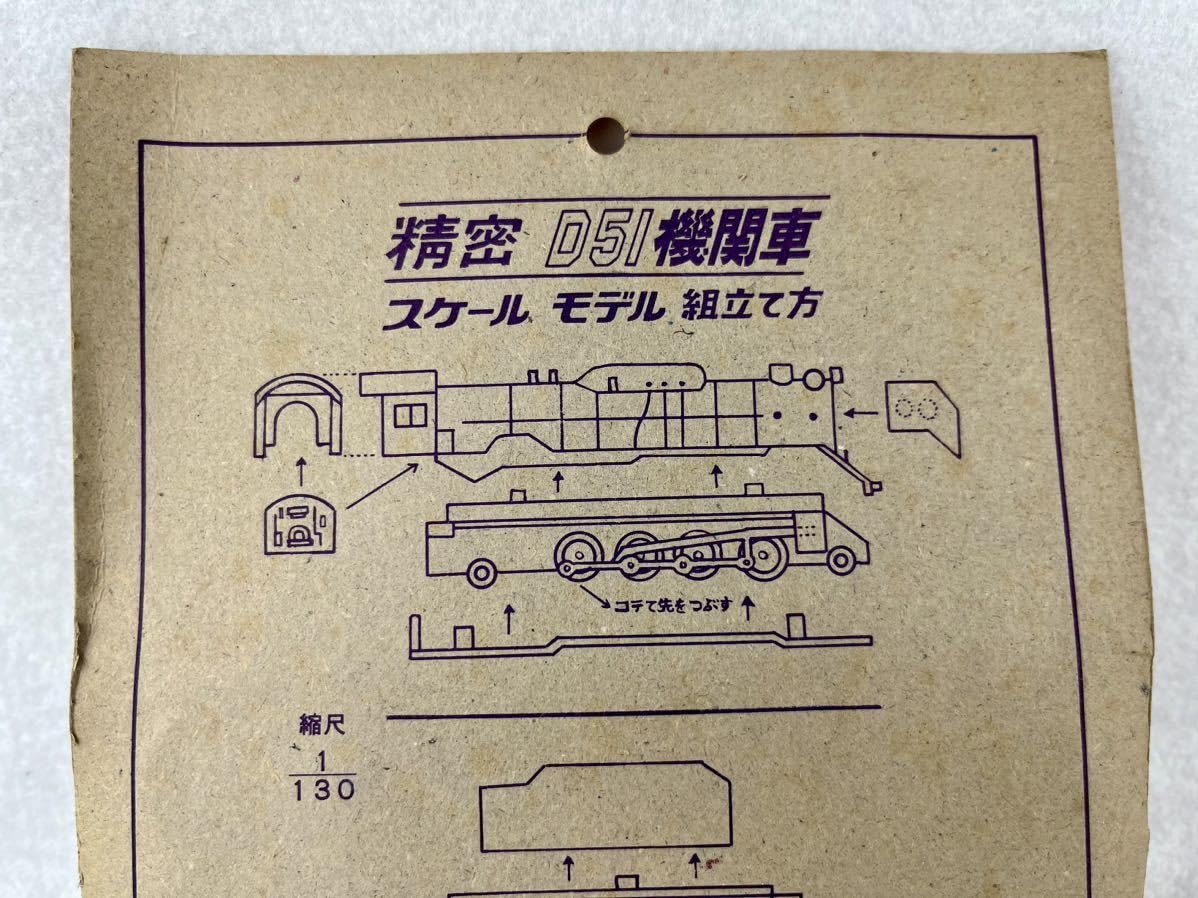 精密 D51機関車
スケール モデル 組立て方
コテて先をつぶす
縮尺
1
130